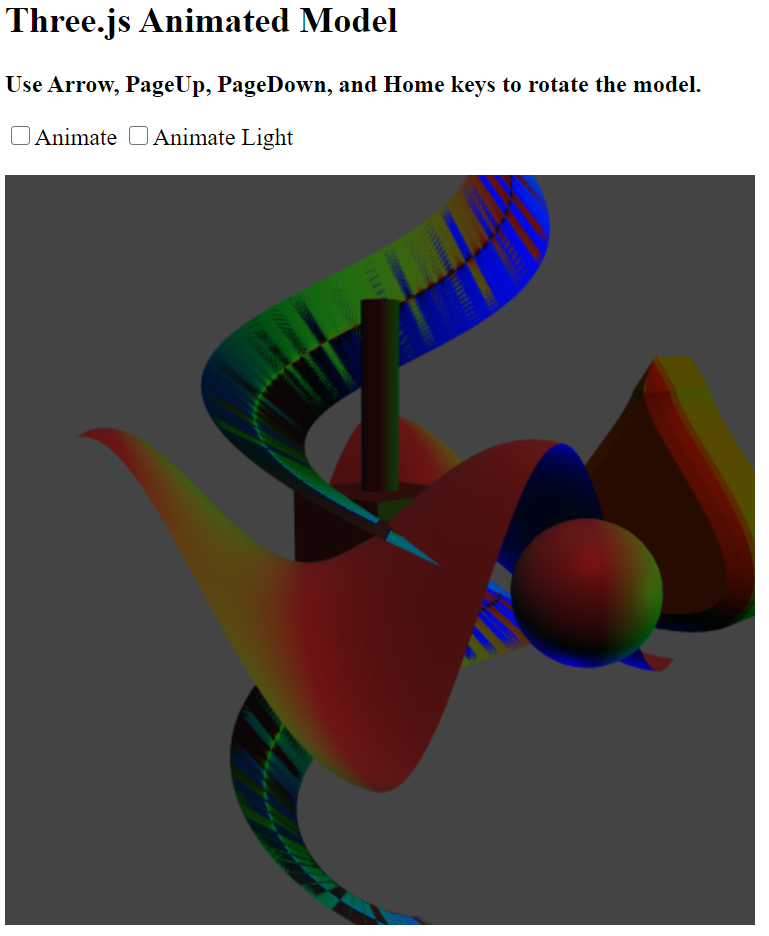 Three.js Animated Model
Use Arrow, PageUp, PageDown, and Home keys to rotate the model.
Animate Animate Light